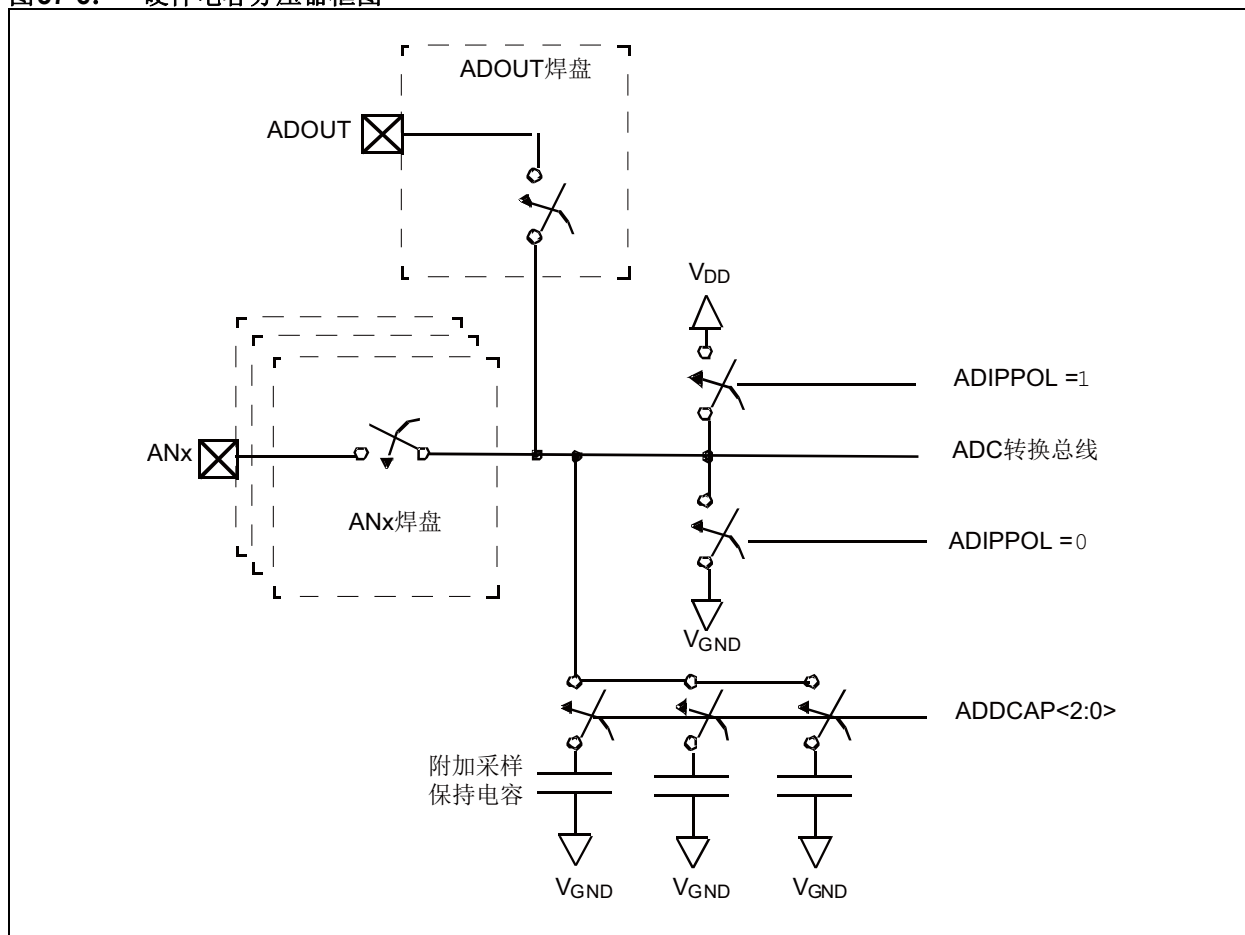 ADOUT焊盘
ADOUT
VDD
ADIPPOL =1
ANx
ADC转换总线
ANx焊盘
ADIPPOL =0
VGND
ADDCAP<2:0>
附加采样
保持电容
VGND
VGND
VGND